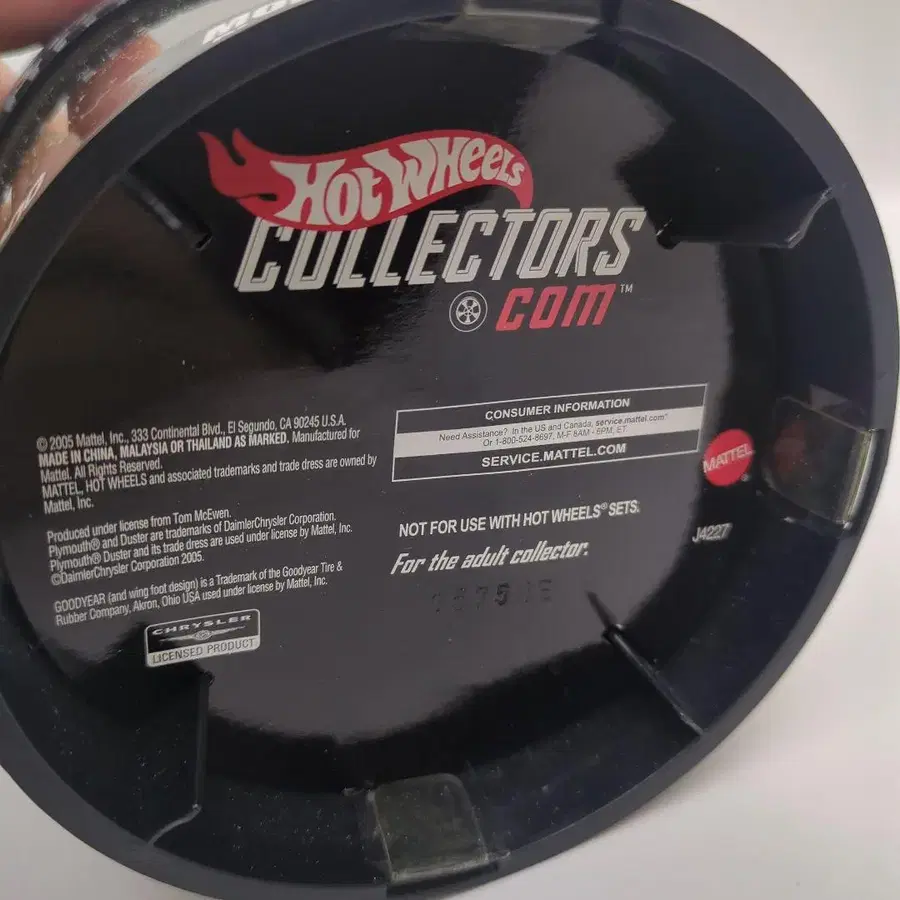 HOT WHEELS
COLLECTORS
.COM™
© 2005 Mattel, Inc., 333 Continental Blvd., El Segundo, CA 90245 U.S.A.
MADE IN CHINA, MALAYSIA OR THAILAND AS MARKED. Manufactured for
Mattel. All Rights Reserved.
MATTEL, HOT WHEELS and associated trademarks and trade dress are owned by
Mattel, Inc.
Produced under license from Tom McEwen.
Plymouth® and Duster are trademarks of DaimlerChrysler Corporation.
Plymouth® Duster and its trade dress are used under license by Mattel, Inc.
©DaimlerChrysler Corporation 2005.
GOODYEAR (and wing foot design) is a Trademark of the Goodyear Tire &
Rubber Company, Akron, Ohio USA used under license by Mattel, Inc.
CHRYSLER
LICENSED PRODUCT
CONSUMER INFORMATION
Need Assistance? In the US and Canada, service.mattel.com™
Or 1-800-524-8697, M-F 8AM - 6PM, ET
SERVICE.MATTEL.COM
MATTEL
NOT FOR USE WITH HOT WHEELS® SETS.
For the adult collector.
J4227